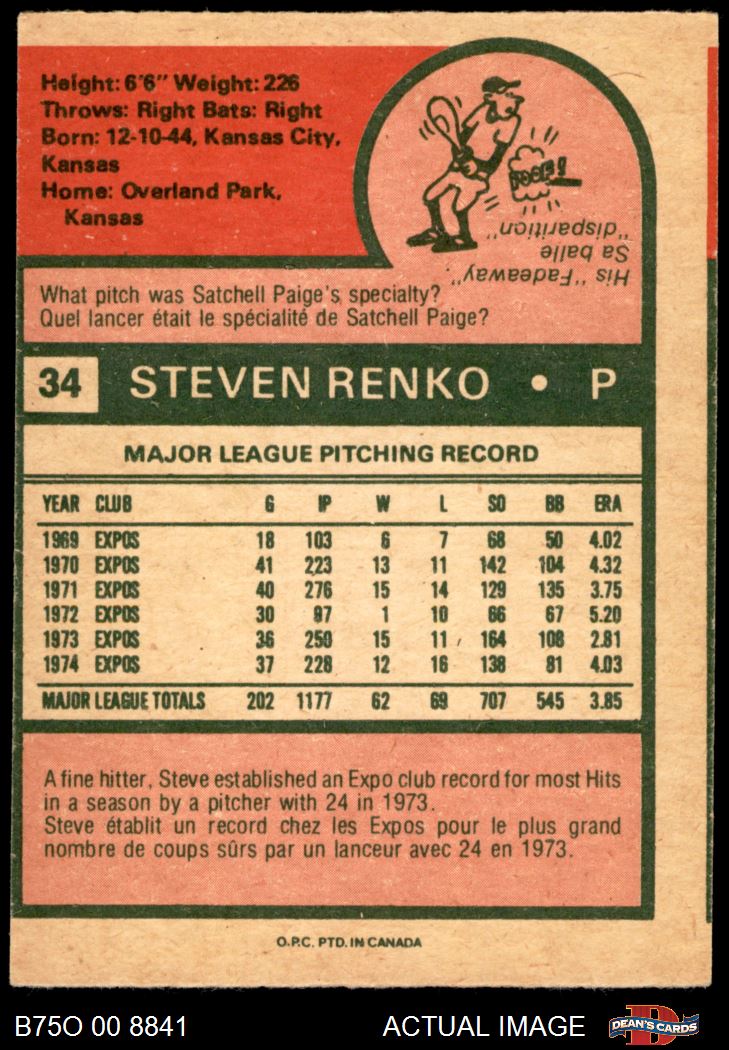 Height: 6'6" Weight: 226
Throws: Right Bats: Right
Born: 12-10-44, Kansas City,
Kansas
Home: Overland Park,
Kansas
POOF!
His "Fadeaway"
Sa balle
"disparition"
What pitch was Satchell Paige's specialty?
Quel lancer était le spécialité de Satchell Paige?
34 STEVEN RENKO • P
MAJOR LEAGUE PITCHING RECORD
YEAR CLUB G IP W L SO BB ERA
1969 EXPOS 18 103 6 7 68 50 4.02
1970 EXPOS 41 223 13 11 142 104 4.32
1971 EXPOS 40 276 15 14 129 135 3.75
1972 EXPOS 30 97 1 10 66 67 5.20
1973 EXPOS 36 250 15 11 164 108 2.81
1974 EXPOS 37 228 12 16 138 81 4.03
MAJOR LEAGUE TOTALS 202 1177 62 69 707 545 3.85
A fine hitter, Steve established an Expo club record for most Hits
in a season by a pitcher with 24 in 1973.
Steve établit un record chez les Expos pour le plus grand
nombre de coups sûrs par un lanceur avec 24 en 1973.
O.P.C. PTD. IN CANADA
B75O 00 8841 ACTUAL IMAGE DEAN'S CARDS